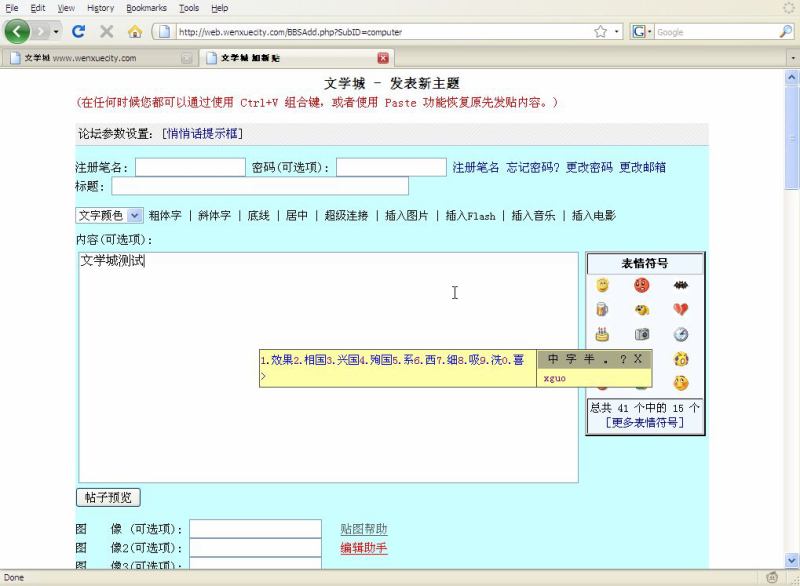 File Edit View History Bookmarks Tools Help
http://web.wenxuecity.com/BBSAdd.php?SubID=computer
Google
文学城 www.wenxuecity.com
文学城 加新帖
文学城 - 发表新主题
(在任何时候您都可以通过使用 Ctrl+V 组合键，或者使用 Paste 功能恢复原先发贴内容。)
论坛参数设置: [悄悄话提示框]
注册笔名: 密码(可选项): 注册笔名 忘记密码? 更改密码 更改邮箱
标题:
文字颜色 粗体字 | 斜体字 | 底线 | 居中 | 超级连接 | 插入图片 | 插入Flash | 插入音乐 | 插入电影
内容(可选项):
文学城测试
表情符号
1.效果2.相国3.兴国4.殉国5.系6.西7.细8.吸9.洗0.喜
>
中 字 半 。 ? X
xguo
总共 41 个中的 15 个
[更多表情符号]
帖子预览
图 像 (可选项): 贴图帮助
图 像2(可选项): 编辑助手
图 像3(可选项):
Done